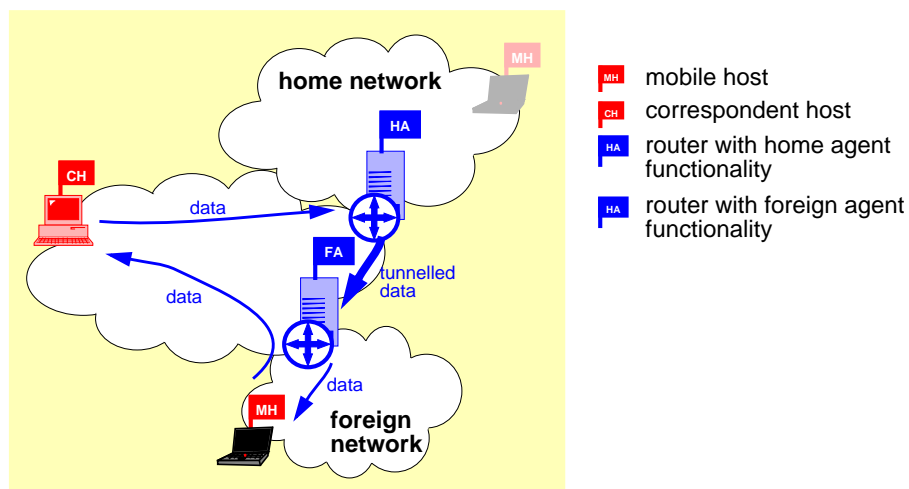 MH
home network
HA
CH
data
FA
tunnelled
data
data
data
MH
foreign
network
MH mobile host
CH correspondent host
HA router with home agent
functionality
HA router with foreign agent
functionality